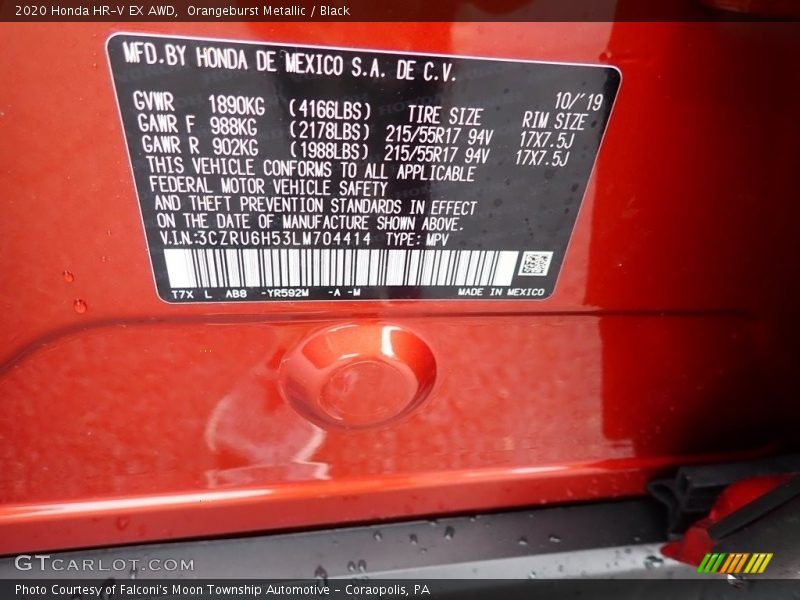 2020 Honda HR-V EX AWD,  Orangeburst Metallic / Black
MFD.BY HONDA DE MEXICO S.A. DE C.V.
10/'19
GVWR 1890KG (4166LBS) TIRE SIZE RIM SIZE
GAWR F 988KG (2178LBS) 215/55R17 94V 17X7.5J
GAWR R 902KG (1988LBS) 215/55R17 94V 17X7.5J
THIS VEHICLE CONFORMS TO ALL APPLICABLE
FEDERAL MOTOR VEHICLE SAFETY
AND THEFT PREVENTION STANDARDS IN EFFECT
ON THE DATE OF MANUFACTURE SHOWN ABOVE.
V.I.N:3CZRU6H53LM704414 TYPE: MPV
T7X L AB8 -YR592M -A -M MADE IN MEXICO
GTCARLOT.COM
Photo Courtesy of Falconi's Moon Township Automotive - Coraopolis, PA